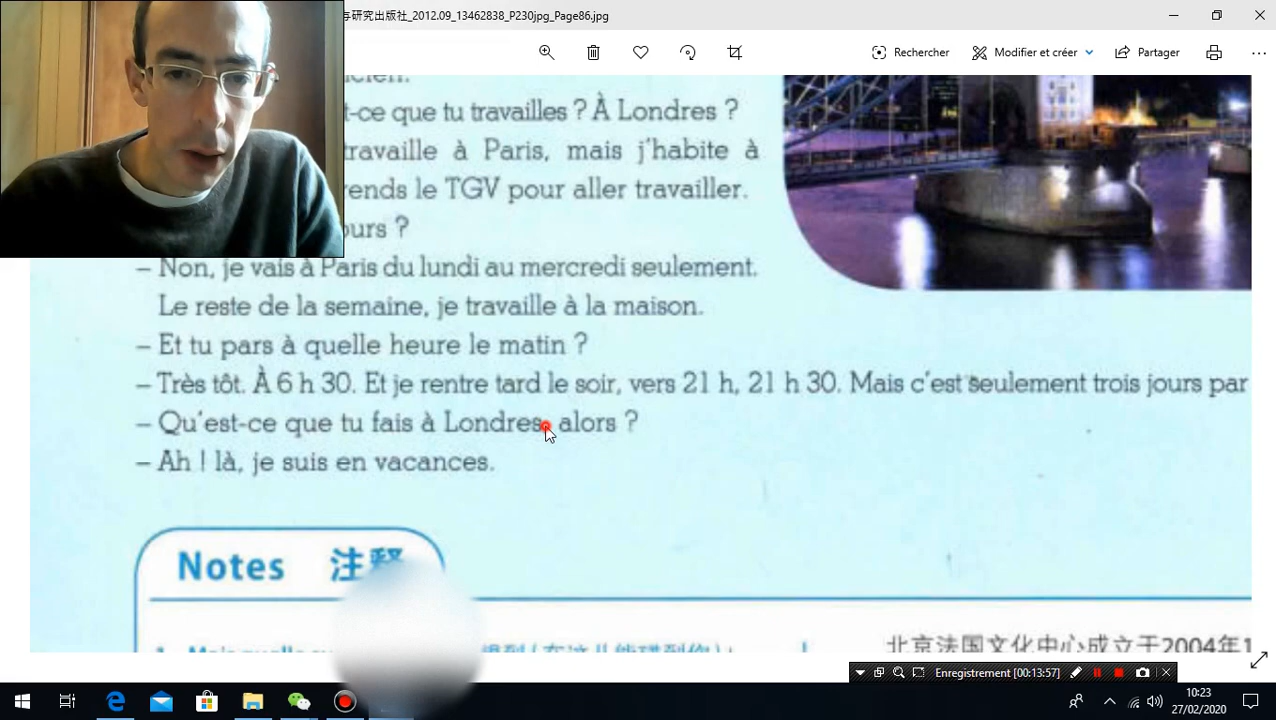 与研究出版社_2012.09_13462838_P230jpg_Page86.jpg
Rechercher
Modifier et créer
Partager
t-ce que tu travailles ? À Londres ?
travaille à Paris, mais j'habite à
rends le TGV pour aller travailler.
ours ?
– Non, je vais à Paris du lundi au mercredi seulement.
Le reste de la semaine, je travaille à la maison.
– Et tu pars à quelle heure le matin ?
– Très tôt. À 6 h 30. Et je rentre tard le soir, vers 21 h, 21 h 30. Mais c'est seulement trois jours par
– Qu'est-ce que tu fais à Londres, alors ?
– Ah ! là, je suis en vacances.
Notes 注释
北京法国文化中心成立于2004年1
Enregistrement (00:13:57)
10:23
27/02/2020